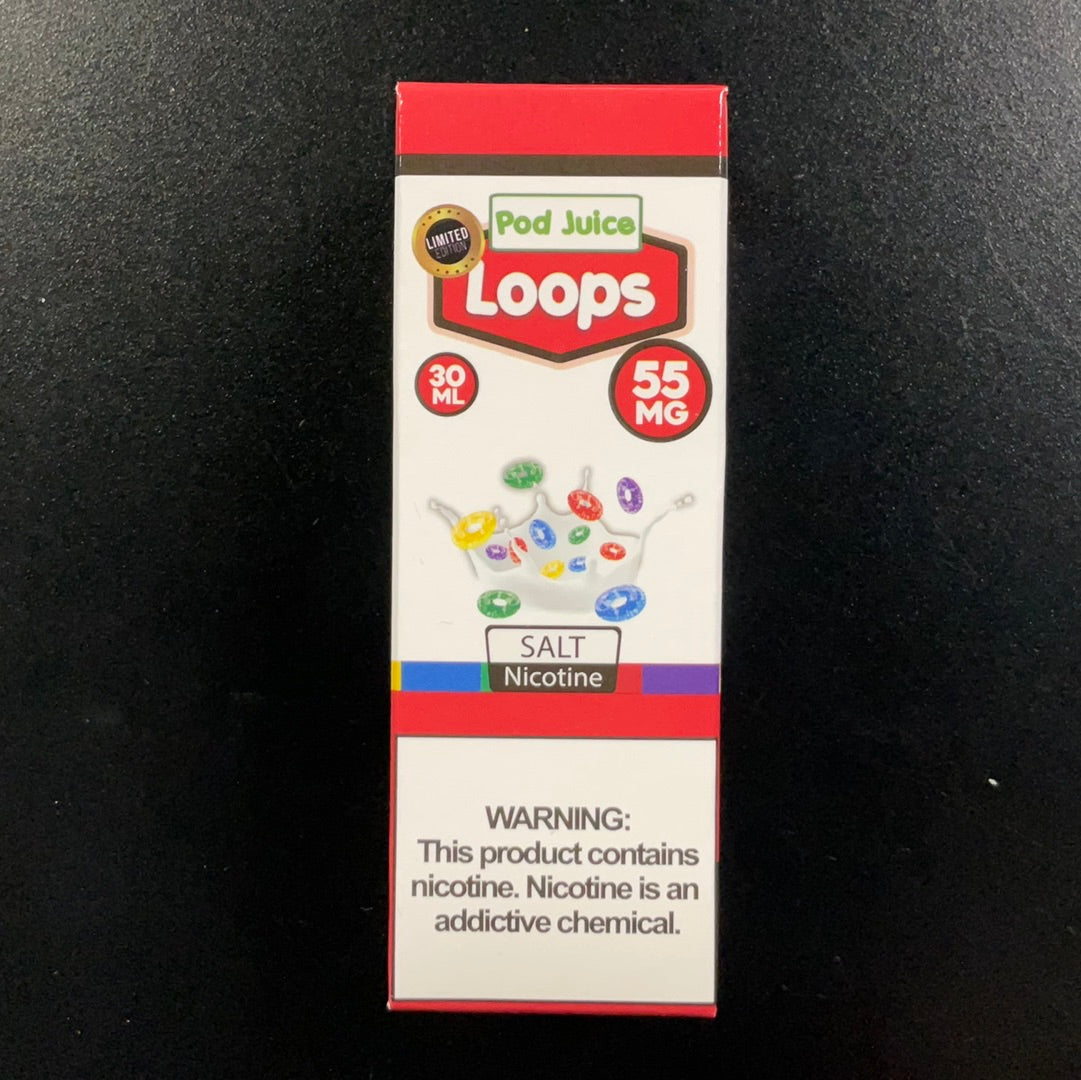 Pod Juice
LIMITED
EDITION
Loops
30
ML
55
MG
SALT
Nicotine
WARNING:
This product contains
nicotine. Nicotine is an
addictive chemical.